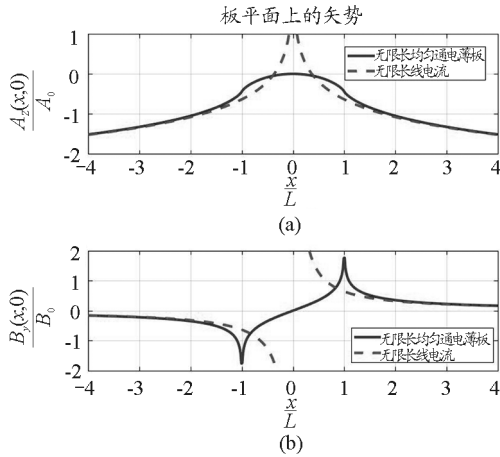 板平面上的矢势
1
0
-1
-2
A_z(x,0)
A_0
无限长均匀通电薄板
无限长线电流
-4 -3 -2 -1 0 1 2 3 4
x
L
(a)
2
1
0
-1
-2
B_y(x,0)
B_0
无限长均匀通电薄板
无限长线电流
-4 -3 -2 -1 0 1 2 3 4
x
L
(b)